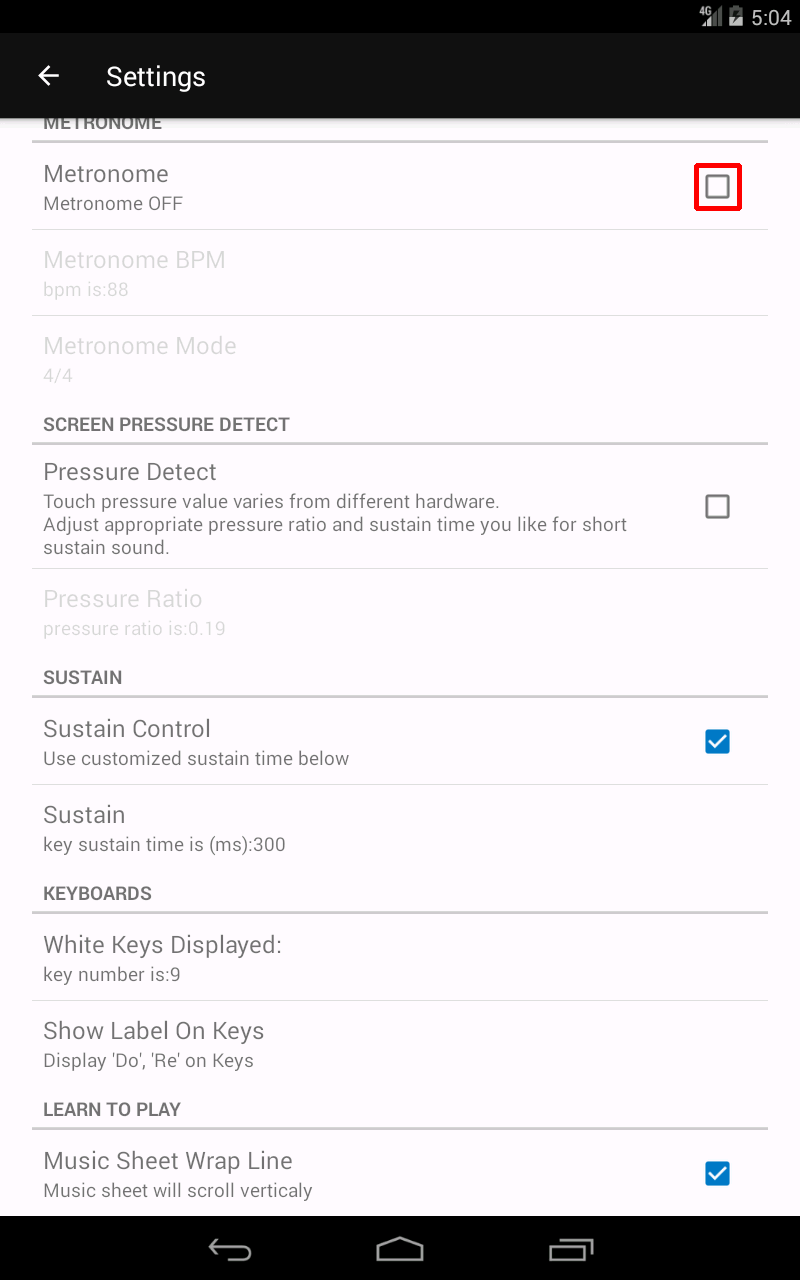 4G 5:04
Settings
METRONOME
Metronome
Metronome OFF
Metronome BPM
bpm is:88
Metronome Mode
4/4
SCREEN PRESSURE DETECT
Pressure Detect
Touch pressure value varies from different hardware.
Adjust appropriate pressure ratio and sustain time you like for short
sustain sound.
Pressure Ratio
pressure ratio is:0.19
SUSTAIN
Sustain Control
Use customized sustain time below
Sustain
key sustain time is (ms):300
KEYBOARDS
White Keys Displayed:
key number is:9
Show Label On Keys
Display 'Do', 'Re' on Keys
LEARN TO PLAY
Music Sheet Wrap Line
Music sheet will scroll verticaly